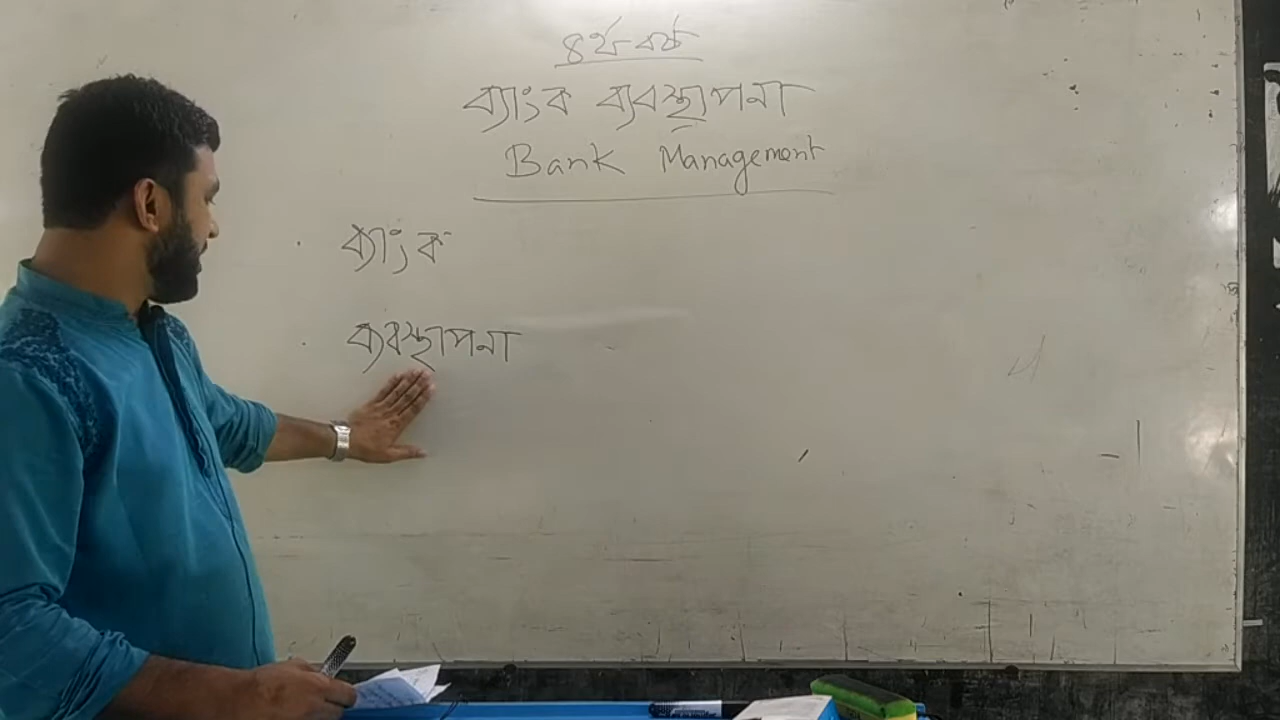 ৪র্থ বর্ষ
ব্যাংক ব্যবস্থাপনা
Bank Management
ব্যাংক
ব্যবস্থাপনা